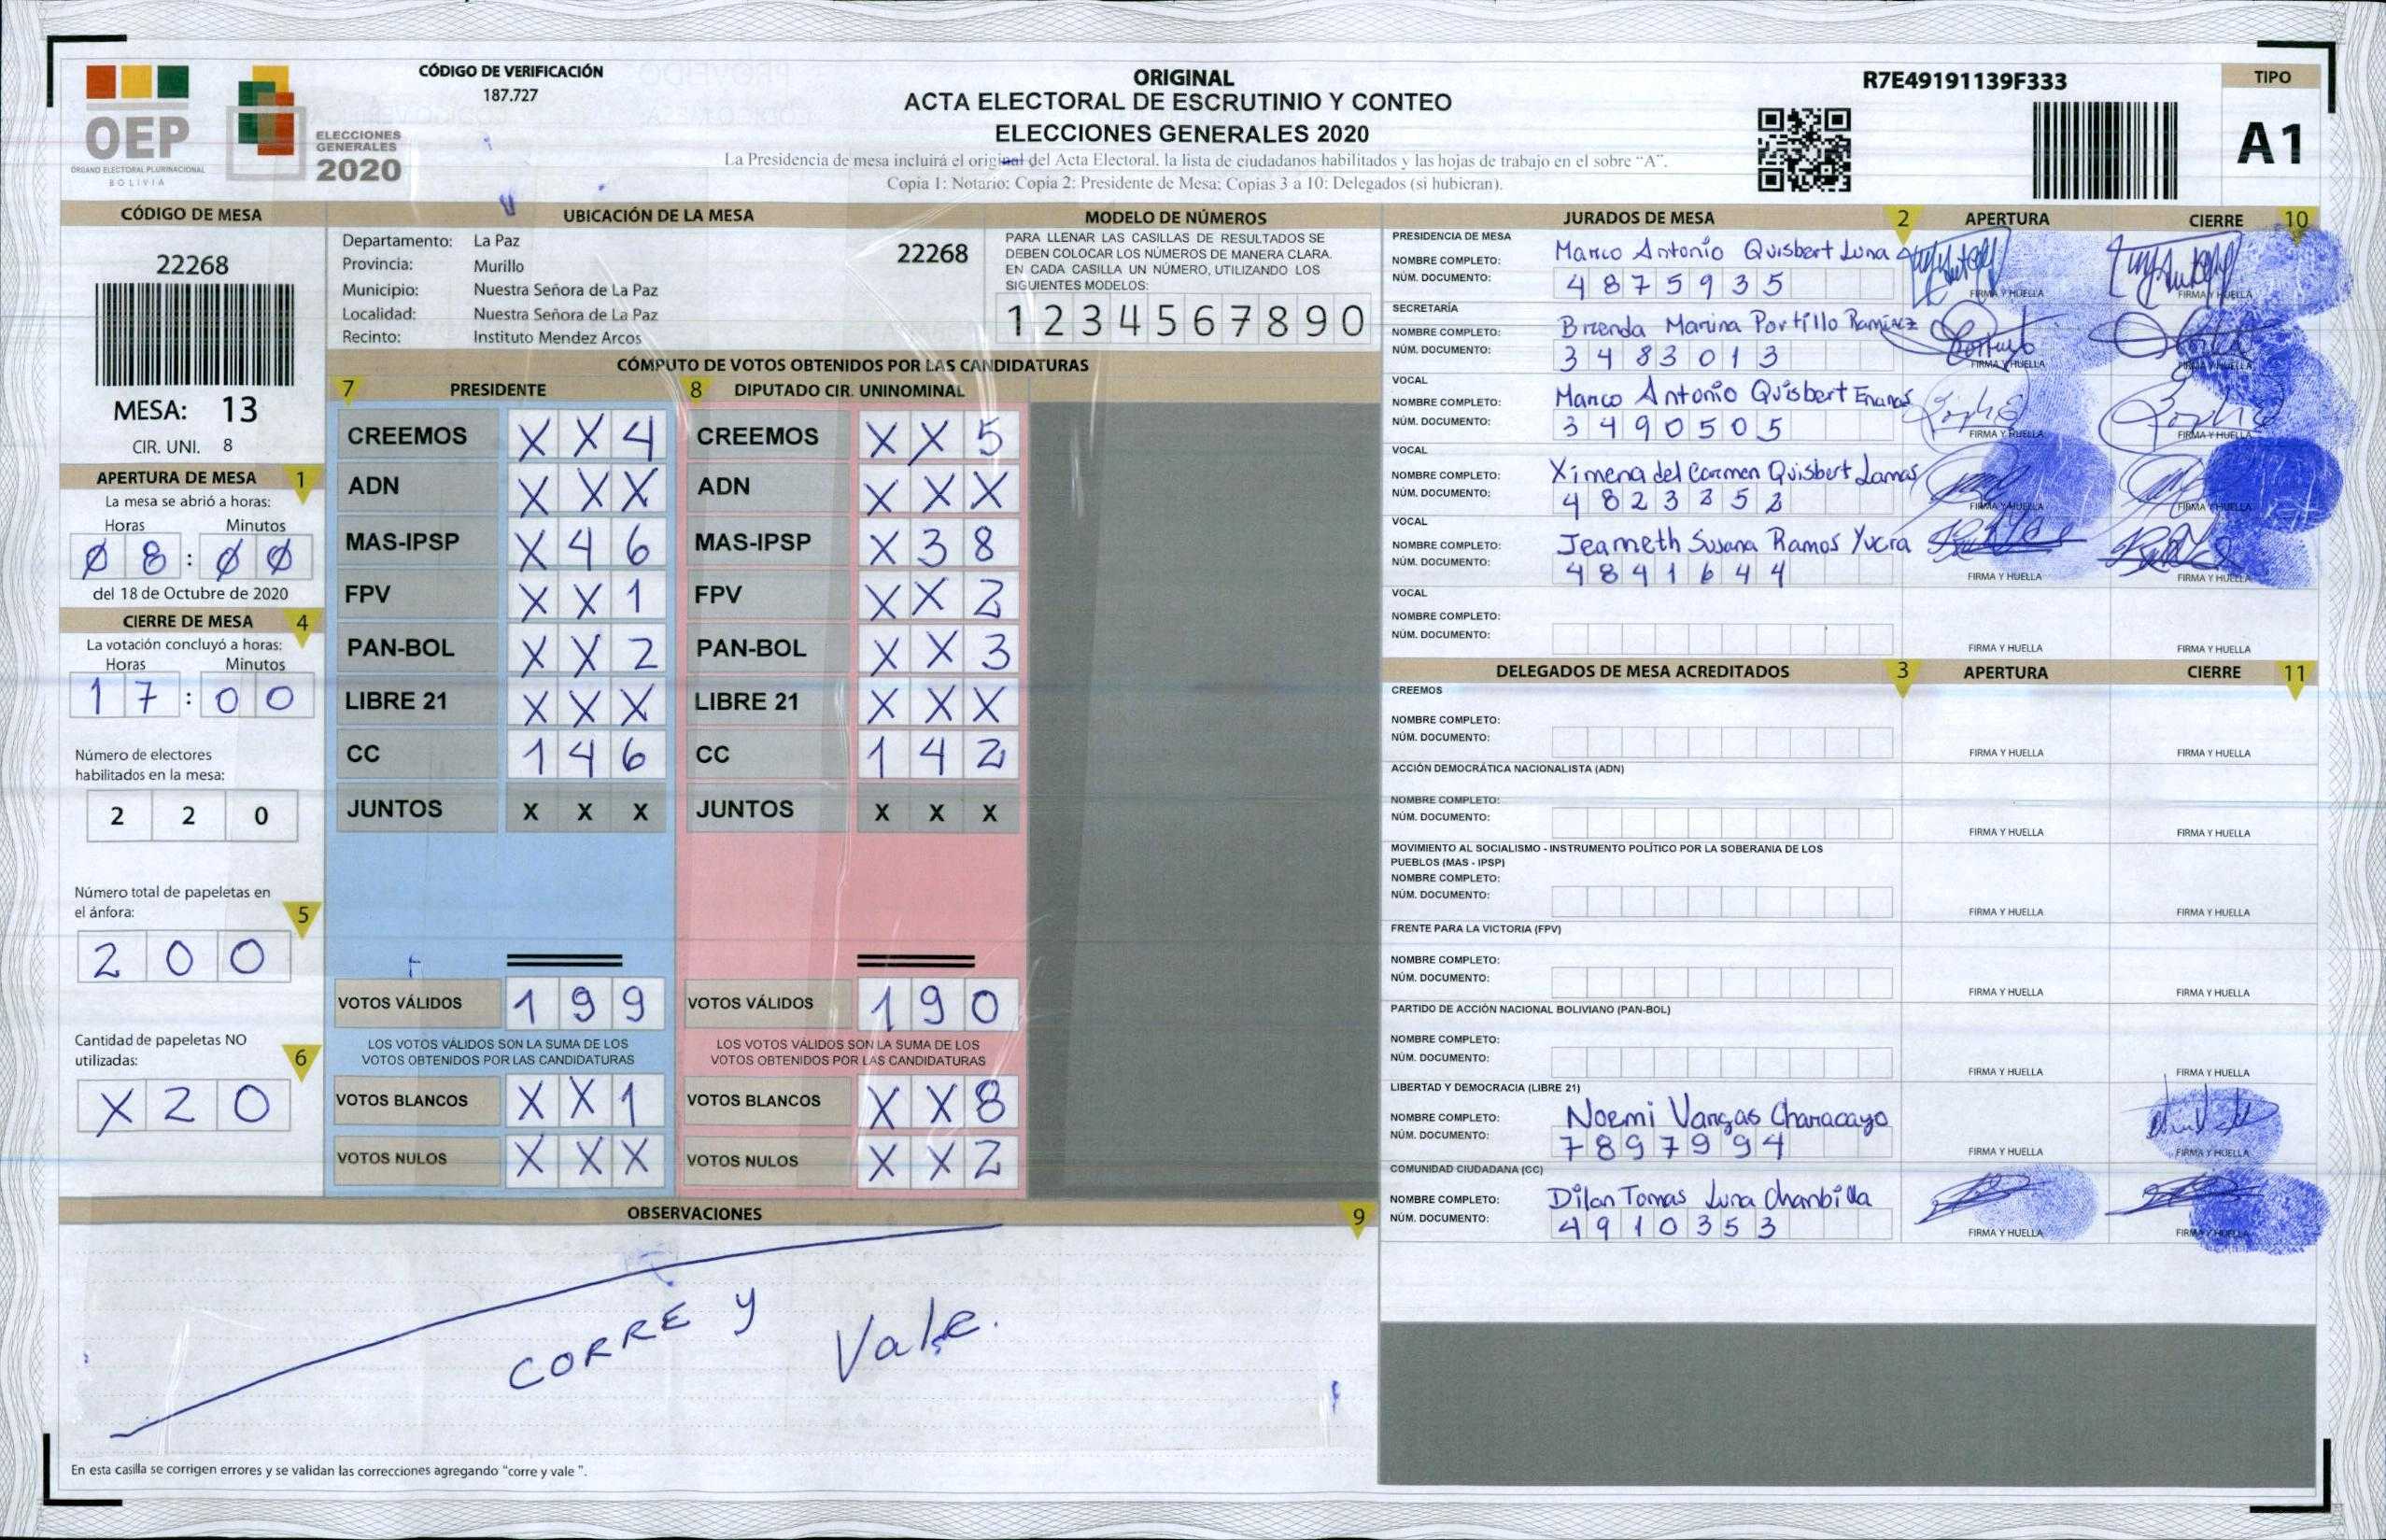 CÓDIGO DE VERIFICACIÓN
187.727
OEP
ÓRGANO ELECTORAL PLURINACIONAL
BOLIVIA
ELECCIONES
GENERALES
2020
ORIGINAL
ACTA ELECTORAL DE ESCRUTINIO Y CONTEO
ELECCIONES GENERALES 2020
La Presidencia de mesa incluirá el original del Acta Electoral, la lista de ciudadanos habilitados y las hojas de trabajo en el sobre "A".
Copia 1: Notario; Copia 2: Presidente de Mesa; Copias 3 a 10: Delegados (si hubieran).
R7E49191139F333
TIPO
A1
CÓDIGO DE MESA
22268
MESA: 13
CIR. UNI. 8
APERTURA DE MESA 1
La mesa se abrió a horas:
Horas Minutos
08:00
del 18 de Octubre de 2020
CIERRE DE MESA 4
La votación concluyó a horas:
Horas Minutos
17:00
Número de electores
habilitados en la mesa:
2 2 0
Número total de papeletas en
el ánfora: 5
2 0 0
Cantidad de papeletas NO
utilizadas: 6
X 2 0
UBICACIÓN DE LA MESA
Departamento: La Paz
22268
Provincia: Murillo
Municipio: Nuestra Señora de La Paz
Localidad: Nuestra Señora de La Paz
Recinto: Instituto Mendez Arcos
MODELO DE NÚMEROS
PARA LLENAR LAS CASILLAS DE RESULTADOS SE
DEBEN COLOCAR LOS NÚMEROS DE MANERA CLARA.
EN CADA CASILLA UN NÚMERO, UTILIZANDO LOS
SIGUIENTES MODELOS:
1 2 3 4 5 6 7 8 9 0
CÓMPUTO DE VOTOS OBTENIDOS POR LAS CANDIDATURAS
7 PRESIDENTE 8 DIPUTADO CIR. UNINOMINAL
CREEMOS X X 4 CREEMOS X X 5
ADN X X X ADN X X X
MAS-IPSP X 4 6 MAS-IPSP X 3 8
FPV X X 1 FPV X X 2
PAN-BOL X X 2 PAN-BOL X X 3
LIBRE 21 X X X LIBRE 21 X X X
CC 1 4 6 CC 1 4 2
JUNTOS X X X JUNTOS X X X
VOTOS VÁLIDOS 1 9 9 VOTOS VÁLIDOS 1 9 0
LOS VOTOS VÁLIDOS SON LA SUMA DE LOS LOS VOTOS VÁLIDOS SON LA SUMA DE LOS
VOTOS OBTENIDOS POR LAS CANDIDATURAS VOTOS OBTENIDOS POR LAS CANDIDATURAS
VOTOS BLANCOS X X 1 VOTOS BLANCOS X X 8
VOTOS NULOS X X X VOTOS NULOS X X 2
OBSERVACIONES 9
CORRE y Vale.
En esta casilla se corrigen errores y se validan las correcciones agregando "corre y vale ".
JURADOS DE MESA 2 APERTURA CIERRE 10
PRESIDENCIA DE MESA
NOMBRE COMPLETO: Marco Antonio Quisbert Luna
NÚM. DOCUMENTO: 4875935 FIRMA Y HUELLA FIRMA Y HUELLA
SECRETARÍA
NOMBRE COMPLETO: Brenda Marina Portillo Ramirez
NÚM. DOCUMENTO: 3483013 FIRMA Y HUELLA FIRMA Y HUELLA
VOCAL
NOMBRE COMPLETO: Marco Antonio Quisbert
NÚM. DOCUMENTO: 3490505 FIRMA Y HUELLA FIRMA Y HUELLA
VOCAL
NOMBRE COMPLETO: Ximena del Carmen Quisbert Lamas
NÚM. DOCUMENTO: FIRMA Y HUELLA FIRMA Y HUELLA
VOCAL
NOMBRE COMPLETO: Jeameth Susana Ramos Yucra
NÚM. DOCUMENTO: 4841644 FIRMA Y HUELLA FIRMA Y HUELLA
VOCAL
NOMBRE COMPLETO:
NÚM. DOCUMENTO: FIRMA Y HUELLA FIRMA Y HUELLA
DELEGADOS DE MESA ACREDITADOS 3 APERTURA CIERRE 11
CREEMOS
NOMBRE COMPLETO:
NÚM. DOCUMENTO: FIRMA Y HUELLA FIRMA Y HUELLA
ACCIÓN DEMOCRÁTICA NACIONALISTA (ADN)
NOMBRE COMPLETO:
NÚM. DOCUMENTO: FIRMA Y HUELLA FIRMA Y HUELLA
MOVIMIENTO AL SOCIALISMO - INSTRUMENTO POLÍTICO POR LA SOBERANIA DE LOS
PUEBLOS (MAS - IPSP)
NOMBRE COMPLETO:
NÚM. DOCUMENTO: FIRMA Y HUELLA FIRMA Y HUELLA
FRENTE PARA LA VICTORIA (FPV)
NOMBRE COMPLETO:
NÚM. DOCUMENTO: FIRMA Y HUELLA FIRMA Y HUELLA
PARTIDO DE ACCIÓN NACIONAL BOLIVIANO (PAN-BOL)
NOMBRE COMPLETO:
NÚM. DOCUMENTO: FIRMA Y HUELLA FIRMA Y HUELLA
LIBERTAD Y DEMOCRACIA (LIBRE 21)
NOMBRE COMPLETO: Noemi Vargas Characayo
NÚM. DOCUMENTO: 7897994 FIRMA Y HUELLA FIRMA Y HUELLA
COMUNIDAD CIUDADANA (CC)
NOMBRE COMPLETO: Dilan Tomas Luna Chambilla
NÚM. DOCUMENTO: 4910353 FIRMA Y HUELLA FIRMA Y HUELLA